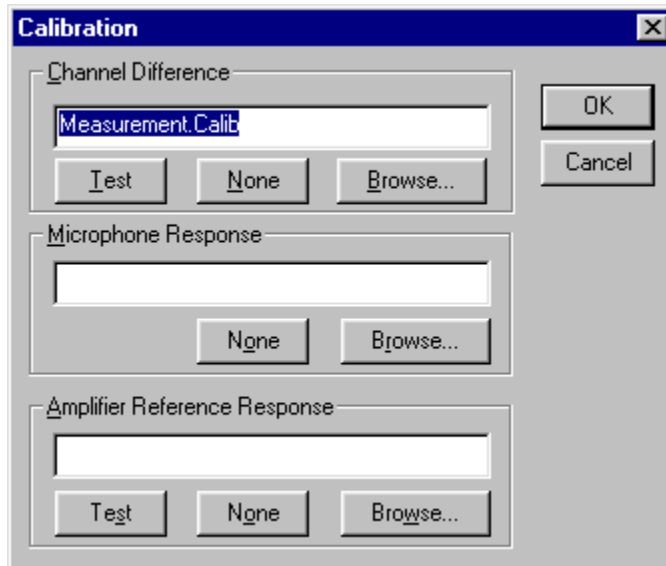 Calibration
Channel Difference
Measurement.Calib
Test None Browse...
OK
Cancel
Microphone Response
None Browse...
Amplifier Reference Response
Test None Browse...